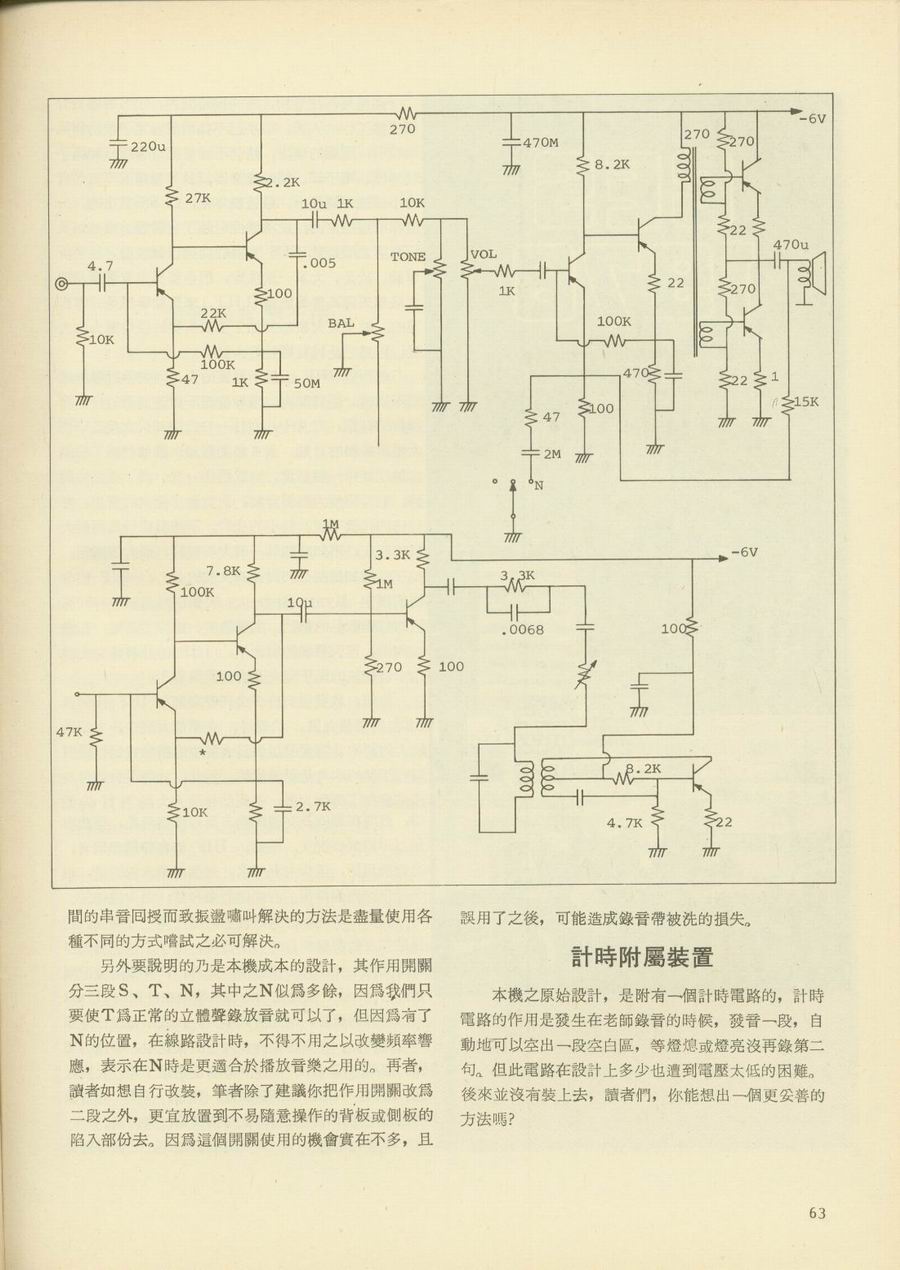 -6V
270
220u
470M
270
270
8.2K
2.2K
27K
10u 1K
10K
22
470u
TONE
VOL
4.7
.005
1K
22
270
100
22K
BAL
100K
10K
100K
47
1K
50M
470
22
1
15K
47
100
2M
N
1M
-6V
3.3K
7.8K
1M
3.3K
100K
10u
.0068
100
100
270
100
47K
*
8.2K
10K
2.7K
4.7K
22
間的串音囘授而致振盪嘯叫解決的方法是盡量使用各
種不同的方式嚐試之必可解決。
另外要說明的乃是本機成本的設計，其作用開關
分三段S、T、N，其中之N似爲多餘，因爲我們只
要使T爲正常的立體聲錄放音就可以了，但因爲有了
N的位置，在線路設計時，不得不用之以改變頻率響
應，表示在N時是更適合於播放音樂之用的。再者，
讀者如想自行改裝，筆者除了建議你把作用開關改爲
二段之外，更宜放置到不易隨意操作的背板或側板的
陷入部份去。因爲這個開關使用的機會實在不多，且
誤用了之後，可能造成錄音帶被洗的損失。
計時附屬裝置
本機之原始設計，是附有一個計時電路的，計時
電路的作用是發生在老師錄音的時候，發音一段，自
動地可以空出一段空白區，等燈熄或燈亮沒再錄第二
句。但此電路在設計上多少也遭到電壓太低的困難。
後來並沒有裝上去，讀者們，你能想出一個更妥善的
方法嗎?
63